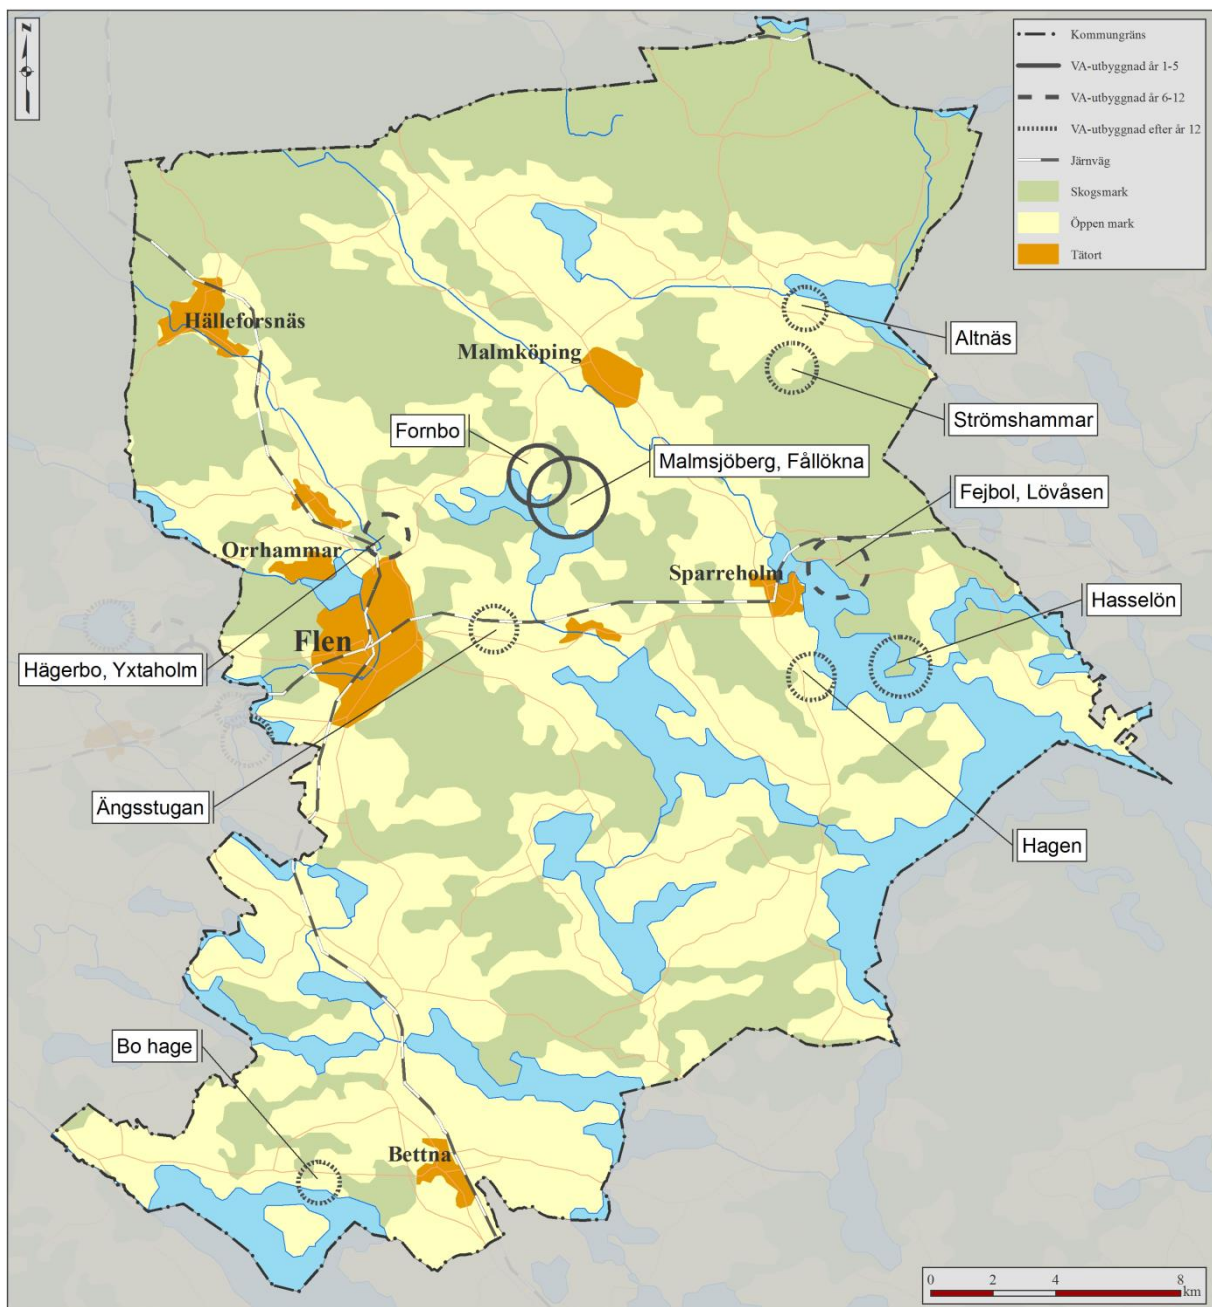 N
Kommungräns
VA-utbyggnad år 1-5
VA-utbyggnad år 6-12
VA-utbyggnad efter år 12
Järnväg
Skogsmark
Öppen mark
Tätort
Hälleforsnäs
Malmköping
Altnäs
Strömshammar
Fornbo
Malmsjöberg, Fållökna
Fejbol, Lövåsen
Orrhammar
Sparreholm
Hasselön
Flen
Hägerbo, Yxtaholm
Ängsstugan
Hagen
Bo hage
Bettna
0 2 4 8
km